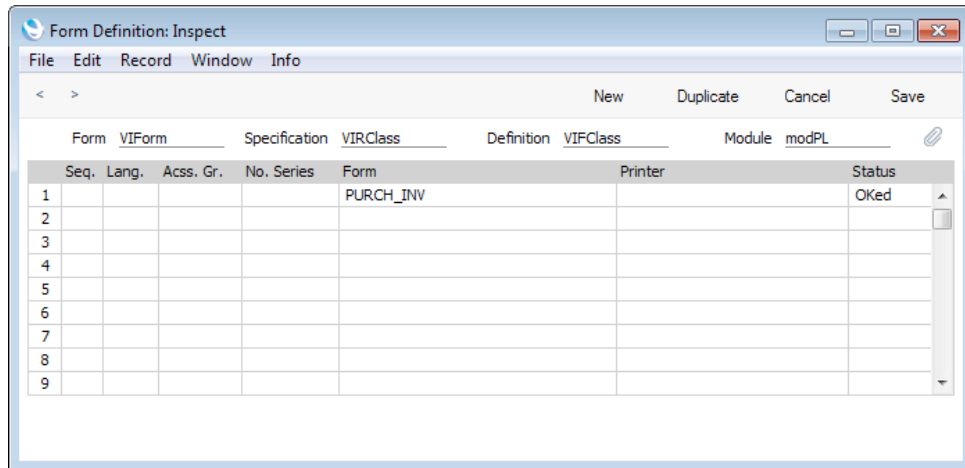 Form Definition: Inspect
File Edit Record Window Info
< > New Duplicate Cancel Save
Form VIForm Specification VIRClass Definition VIFClass Module modPL
Seq. Lang. Acss. Gr. No. Series Form Printer Status
1 PURCH_INV OKed
2
3
4
5
6
7
8
9